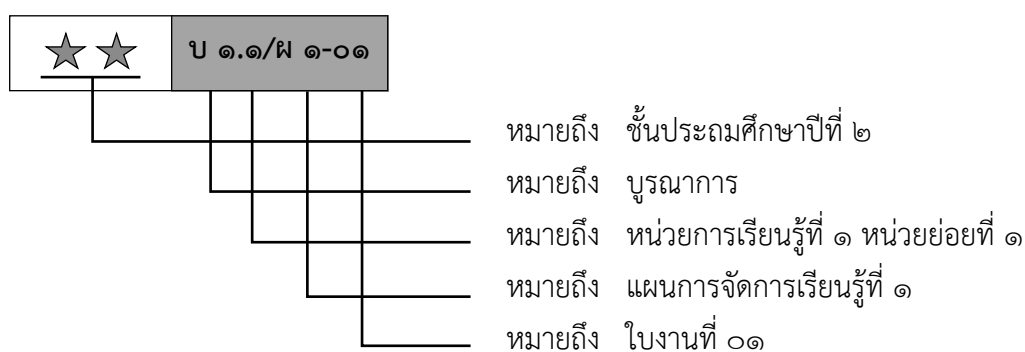 บ ๑.๑/ผ ๑-๐๑
หมายถึง ชั้นประถมศึกษาปีที่ ๒
หมายถึง บูรณาการ
หมายถึง หน่วยการเรียนรู้ที่ ๑ หน่วยย่อยที่ ๑
หมายถึง แผนการจัดการเรียนรู้ที่ ๑
หมายถึง ใบงานที่ ๐๑